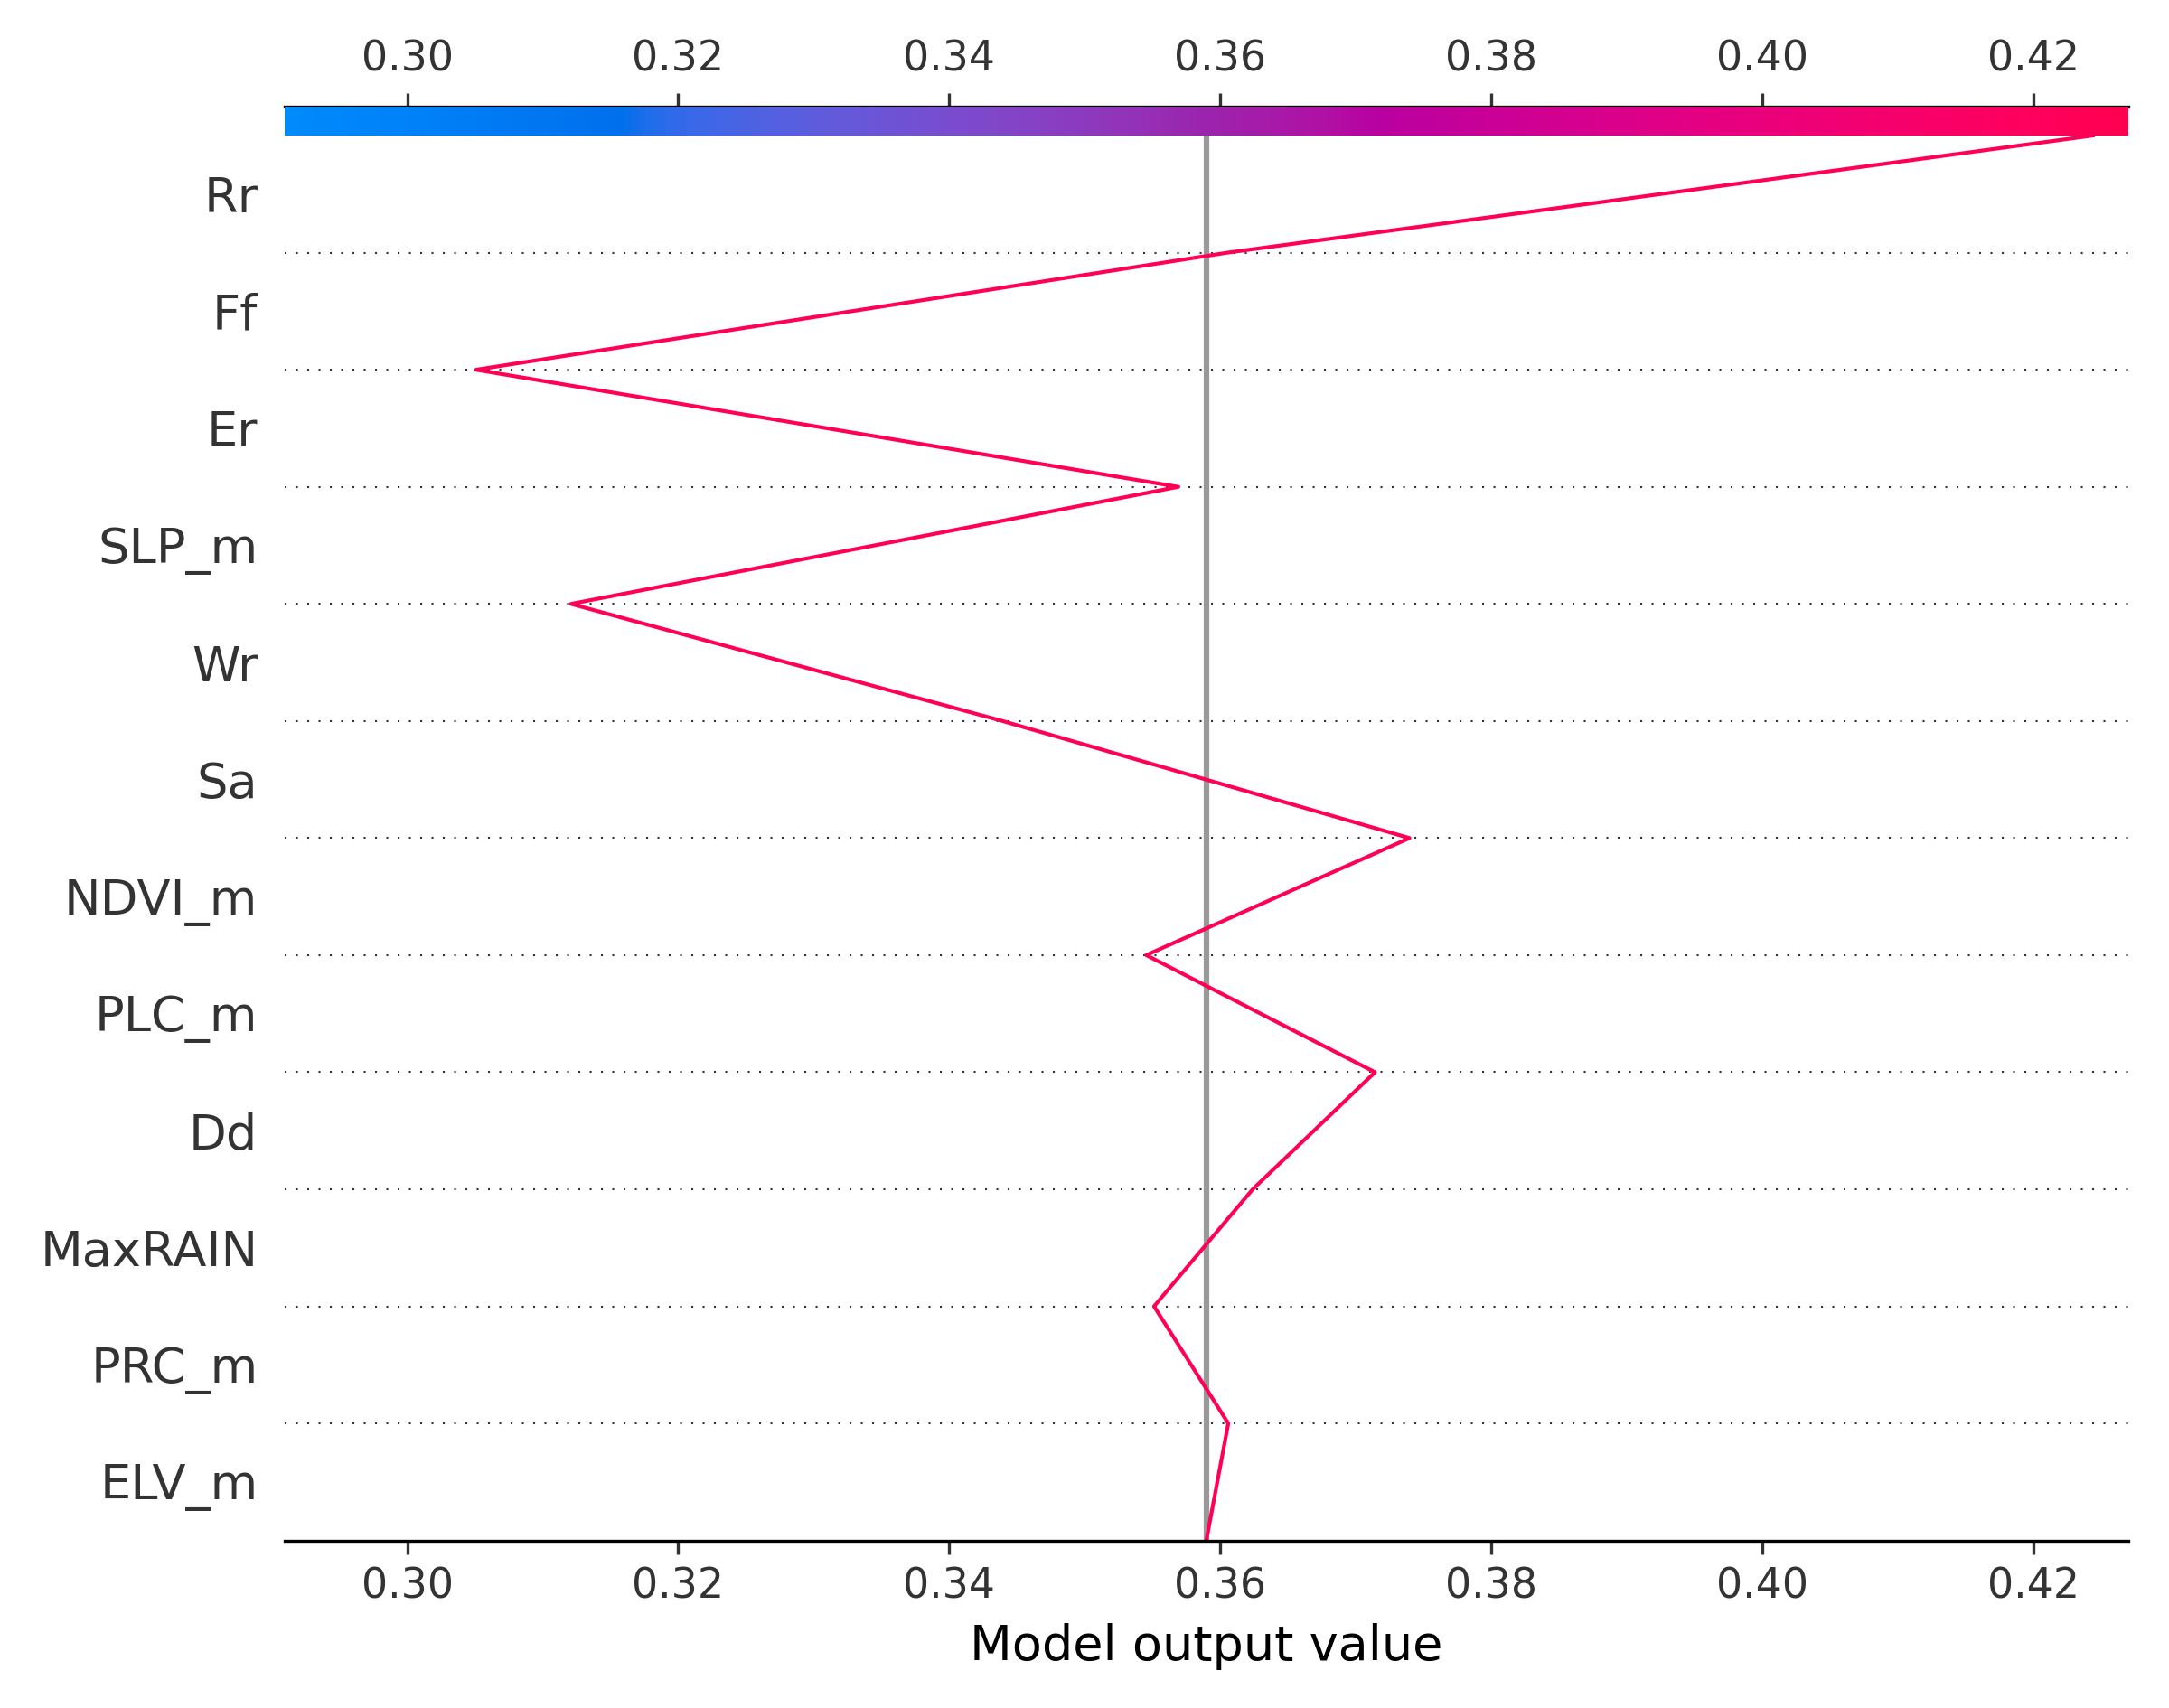 0.30 0.32 0.34 0.36 0.38 0.40 0.42
Rr
Ff
Er
SLP_m
Wr
Sa
NDVI_m
PLC_m
Dd
MaxRAIN
PRC_m
ELV_m
0.30 0.32 0.34 0.36 0.38 0.40 0.42
Model output value